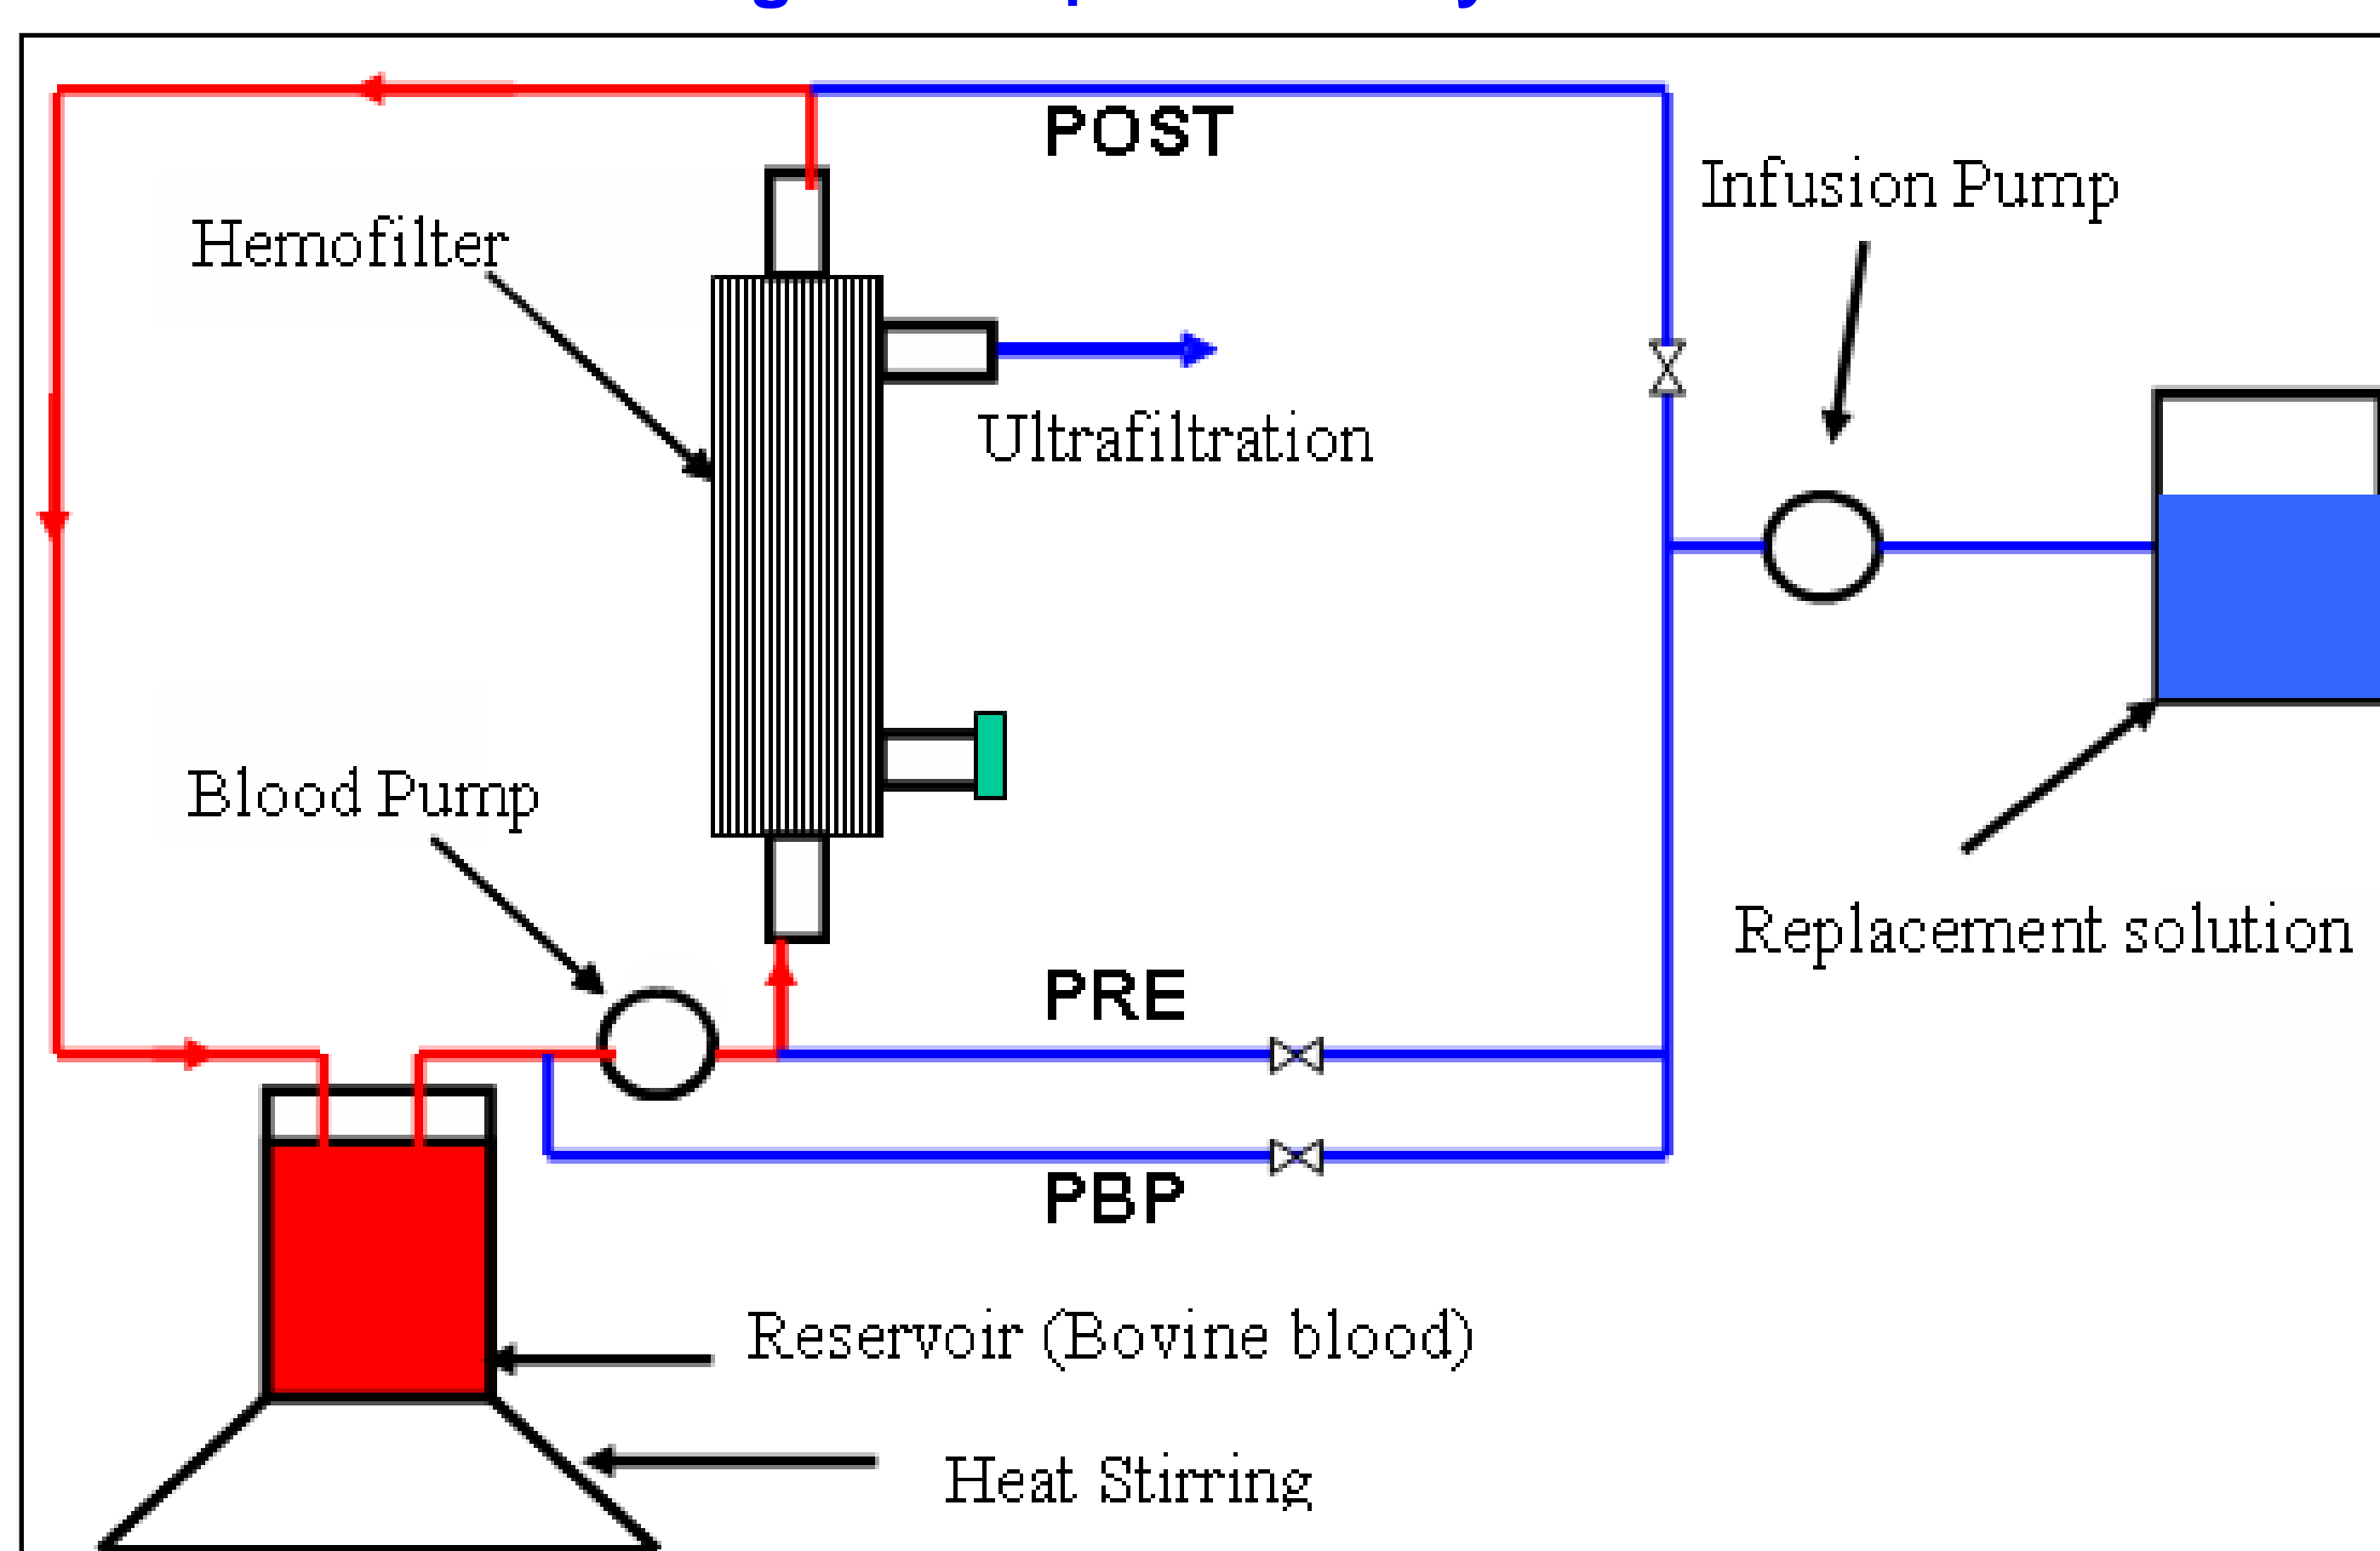 POST
Infusion Pump
Hemofilter
Ultrafiltration
Blood Pump
Replacement solution
PRE
PBP
Reservoir (Bovine blood)
Heat Stirring